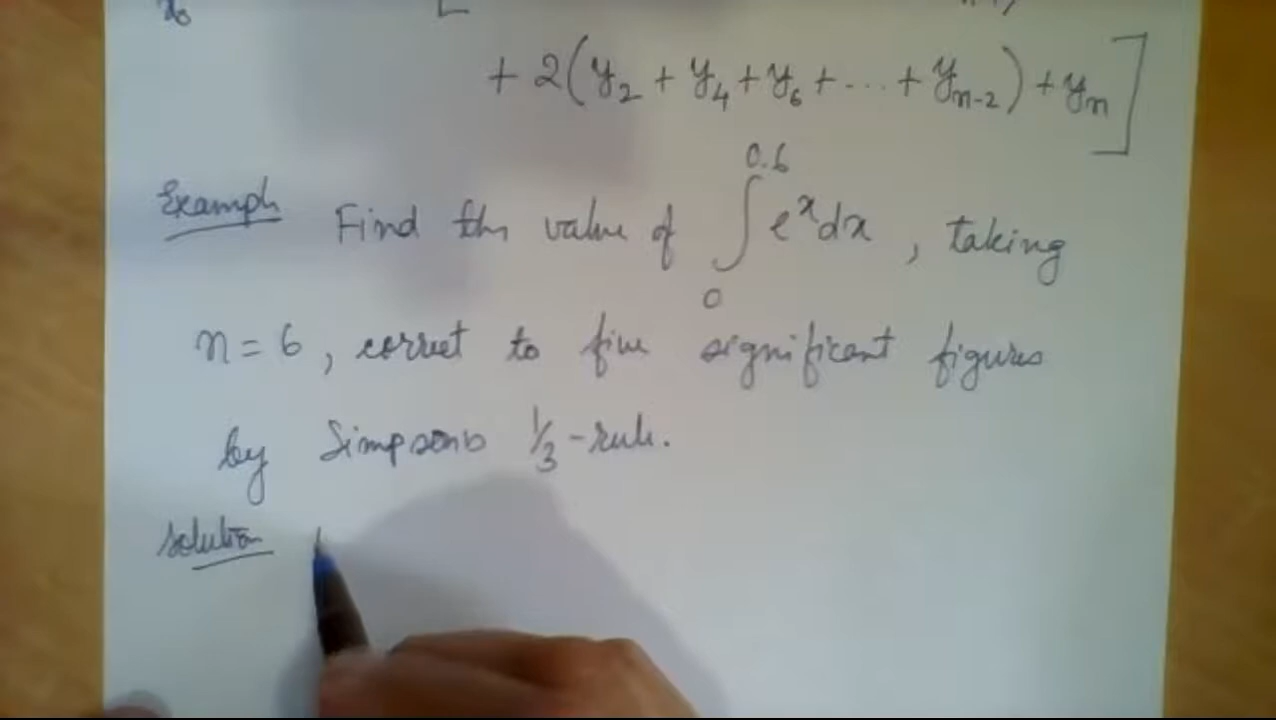 + 2(y₂ + y₄ + y₆ + ... + yₙ₋₂) + yₙ]
Example Find the value of ∫₀^0.6 eˣdx , taking
n = 6 , correct to five significant figures
by Simpson's 1/3 - rule.
Solution